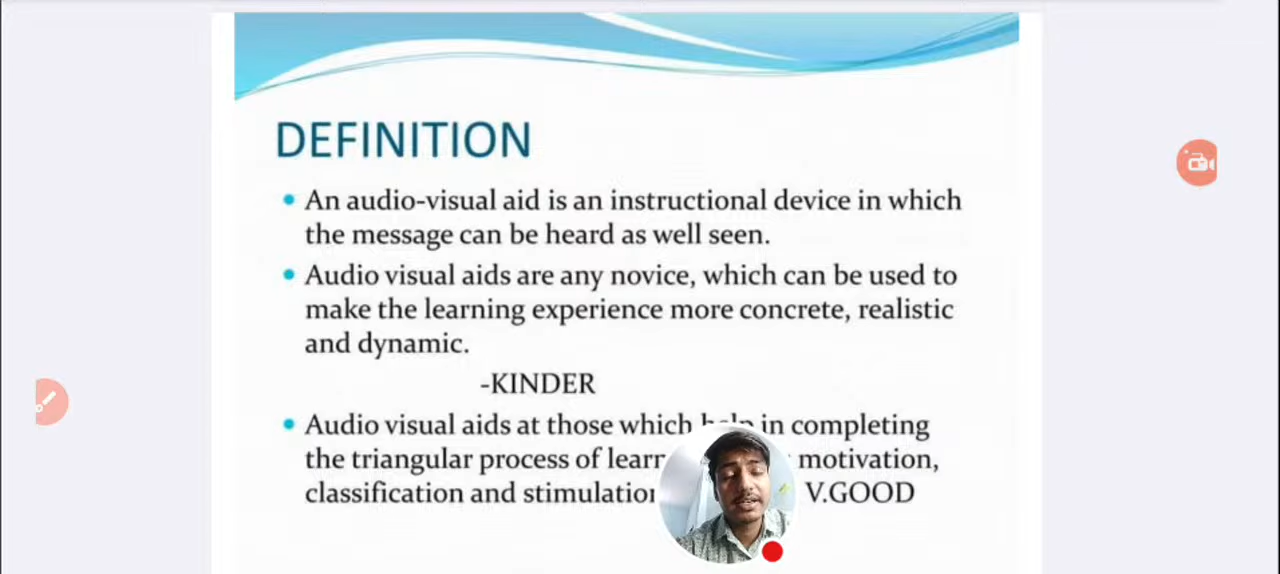 DEFINITION
An audio-visual aid is an instructional device in which
the message can be heard as well seen.
Audio visual aids are any novice, which can be used to
make the learning experience more concrete, realistic
and dynamic.
-KINDER
Audio visual aids at those which help in completing
the triangular process of motivation,
classification and V.GOOD